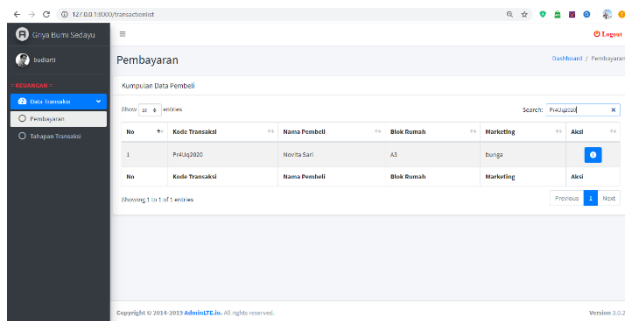 127.0.0.1:8000/transactionlist
Griya Bumi Sedayu
Logout
budiarti
Pembayaran
Dashboard / Pembayaran
KEUANGAN
Data Transaksi
Pembayaran
Tahapan Transaksi
Kumpulan Data Pembeli
Show 10 entries
Search: Pr4Uq2020
No Kode Transaksi Nama Pembeli Blok Rumah Marketing Aksi
1 Pr4Uq2020 Novita Sari A3 bunga
No Kode Transaksi Nama Pembeli Blok Rumah Marketing Aksi
Showing 1 to 1 of 1 entries
Previous 1 Next
Copyright © 2014-2019 AdminLTE.io. All rights reserved.
Version 3.0.2